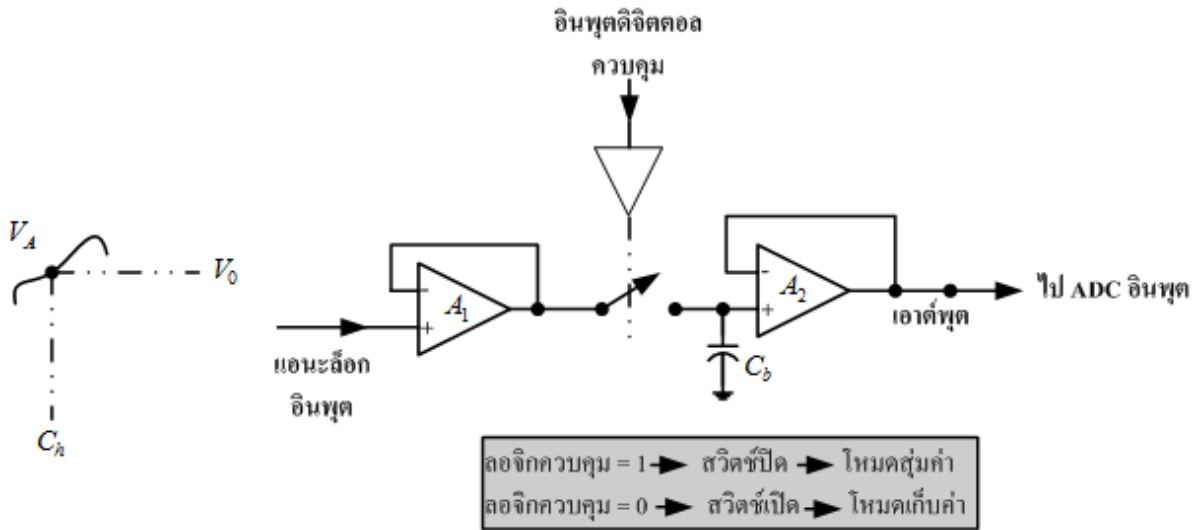 อินพุตดิจิตตอล
ควบคุม
V_A
V_0
C_h
A_1
-
+
A_2
-
+
C_b
แอนะล็อก
อินพุต
เอาต์พุต
ไป ADC อินพุต
ลอจิกควบคุม = 1 → สวิตช์ปิด → โหมดสุ่มค่า
ลอจิกควบคุม = 0 → สวิตช์เปิด → โหมดเก็บค่า